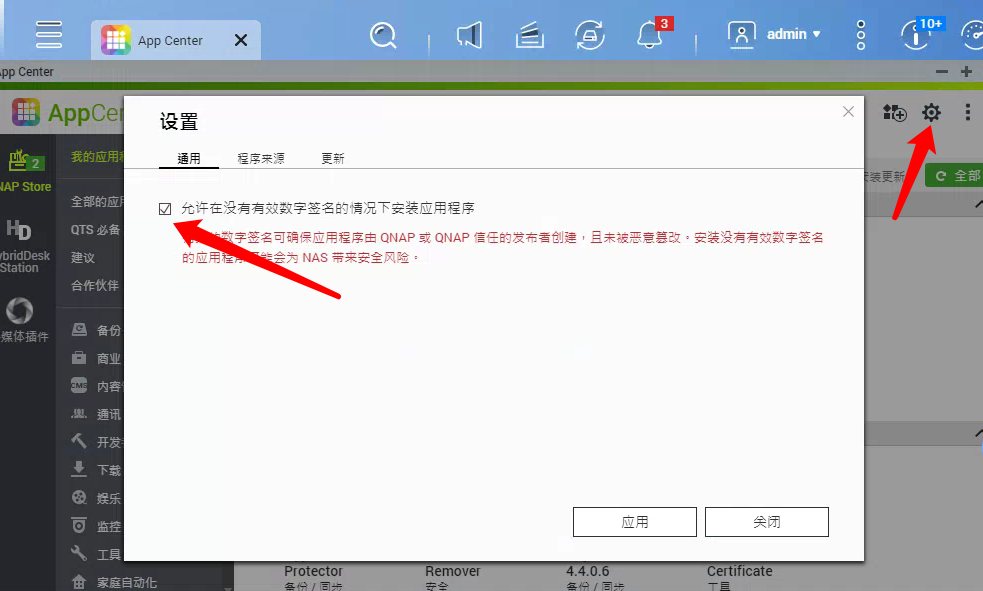 App Center
3
admin
10+
App Center
AppCen
设置
通用
程序来源
更新
允许在没有有效数字签名的情况下安装应用程序
数字签名可确保应用程序由 QNAP 或 QNAP 信任的发布者创建，且未被恶意篡改。安装没有有效数字签名
的应用程序可能会为 NAS 带来安全风险。
应用
关闭
2
NAP Store
HD
ybridDesk
Station
媒体插件
我的应用程
全部的应用
QTS 必备
建议
合作伙伴
备份
商业
CMS
内容管
通讯
开发
下载
娱乐
监控
工具
家庭自动化
安装更新
全部
Protector
备份 / 同步
Remover
安全
4.4.0.6
备份 / 同步
Certificate
工具